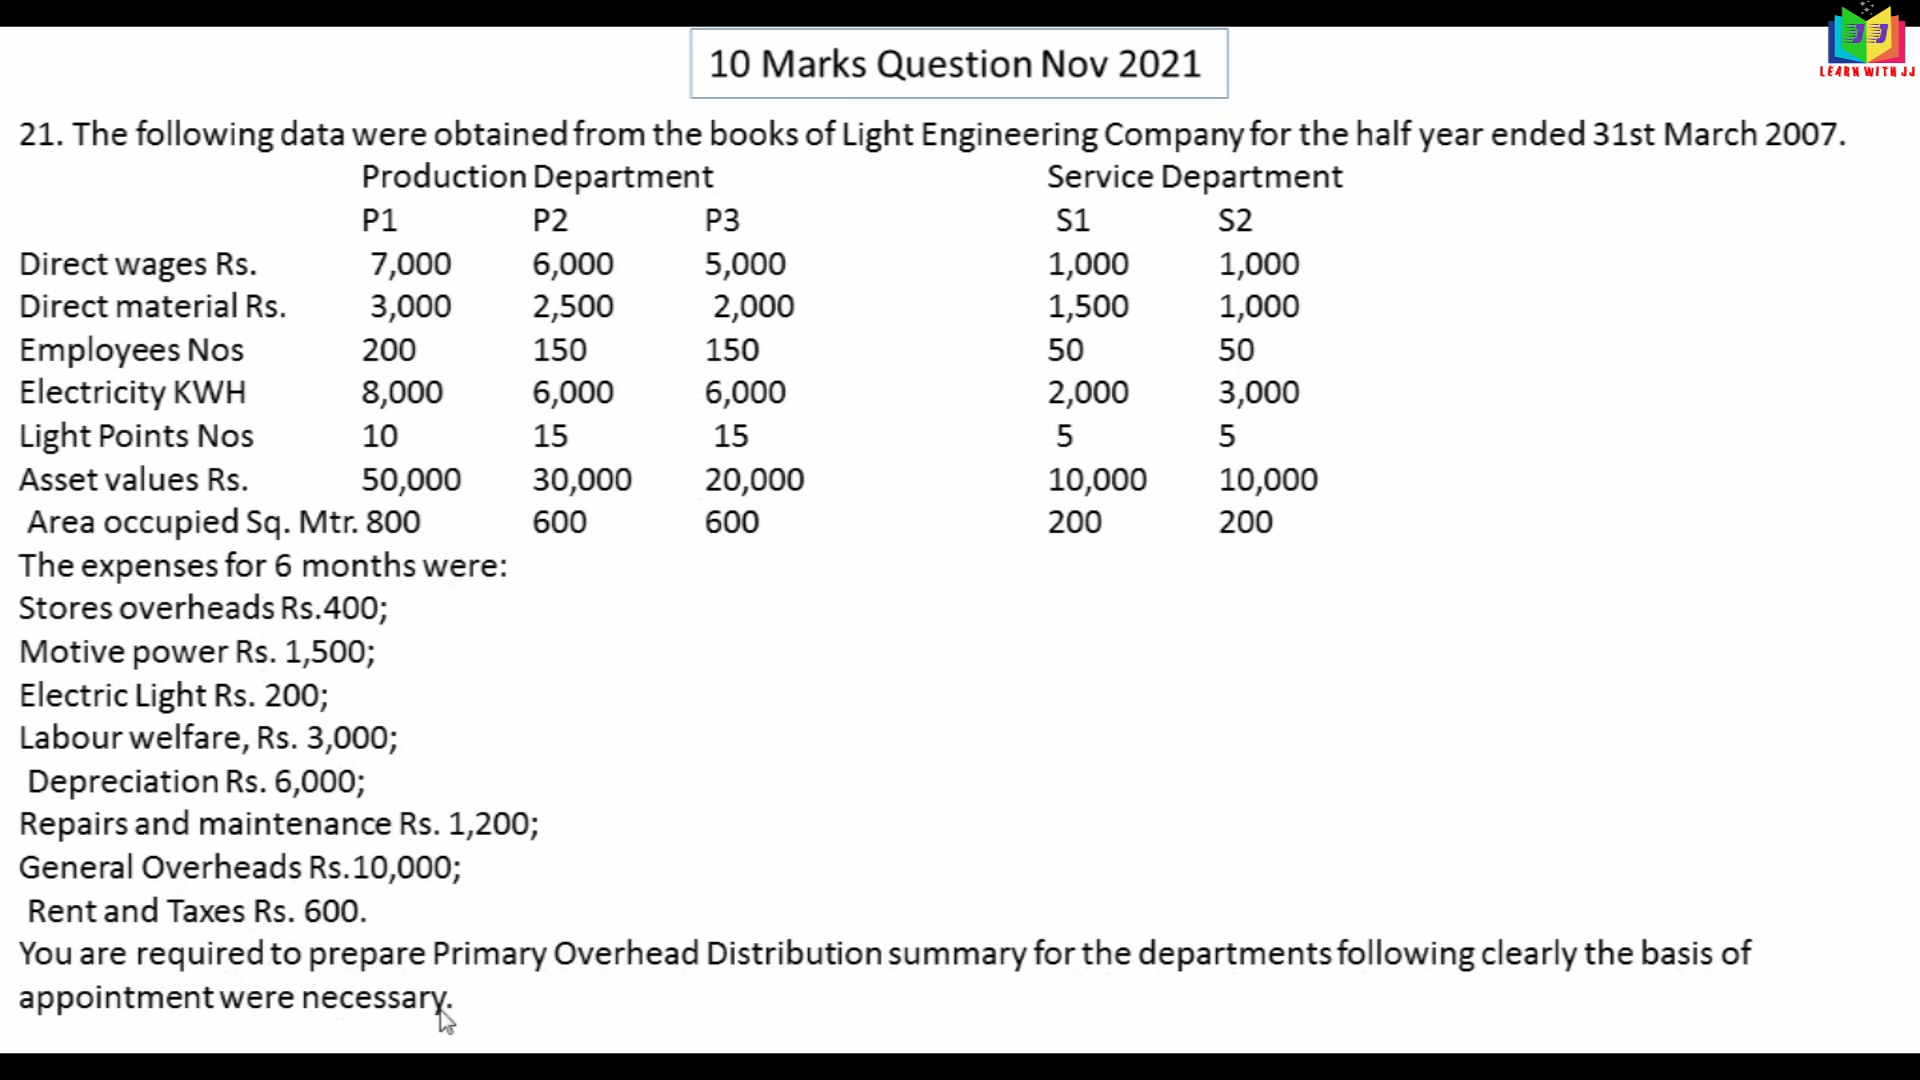 10 Marks Question Nov 2021
JJ
LEARN WITH JJ
21. The following data were obtained from the books of Light Engineering Company for the half year ended 31st March 2007.
Production Department Service Department
P1 P2 P3 S1 S2
Direct wages Rs. 7,000 6,000 5,000 1,000 1,000
Direct material Rs. 3,000 2,500 2,000 1,500 1,000
Employees Nos 200 150 150 50 50
Electricity KWH 8,000 6,000 6,000 2,000 3,000
Light Points Nos 10 15 15 5 5
Asset values Rs. 50,000 30,000 20,000 10,000 10,000
Area occupied Sq. Mtr. 800 600 600 200 200
The expenses for 6 months were:
Stores overheads Rs.400;
Motive power Rs. 1,500;
Electric Light Rs. 200;
Labour welfare, Rs. 3,000;
Depreciation Rs. 6,000;
Repairs and maintenance Rs. 1,200;
General Overheads Rs.10,000;
Rent and Taxes Rs. 600.
You are required to prepare Primary Overhead Distribution summary for the departments following clearly the basis of
appointment were necessary.